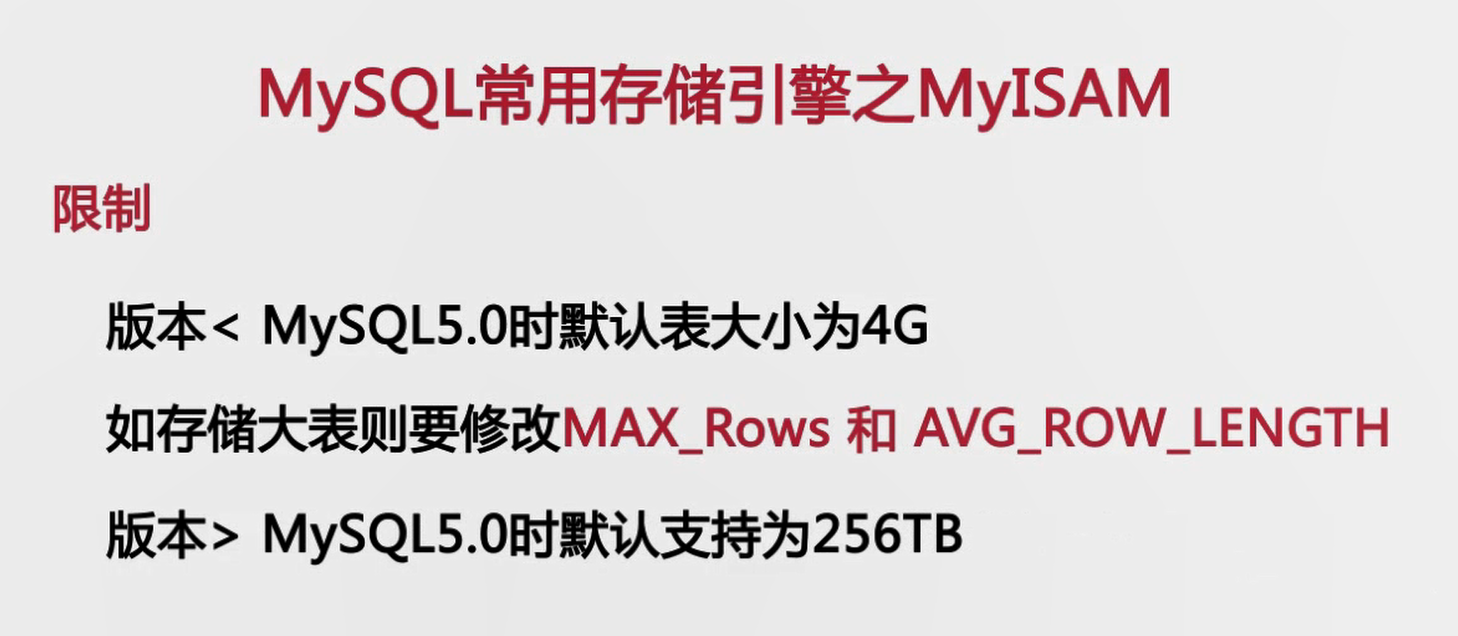 MySQL常用存储引擎之MyISAM
限制
版本< MySQL5.0时默认表大小为4G
如存储大表则要修改MAX_Rows 和 AVG_ROW_LENGTH
版本> MySQL5.0时默认支持为256TB